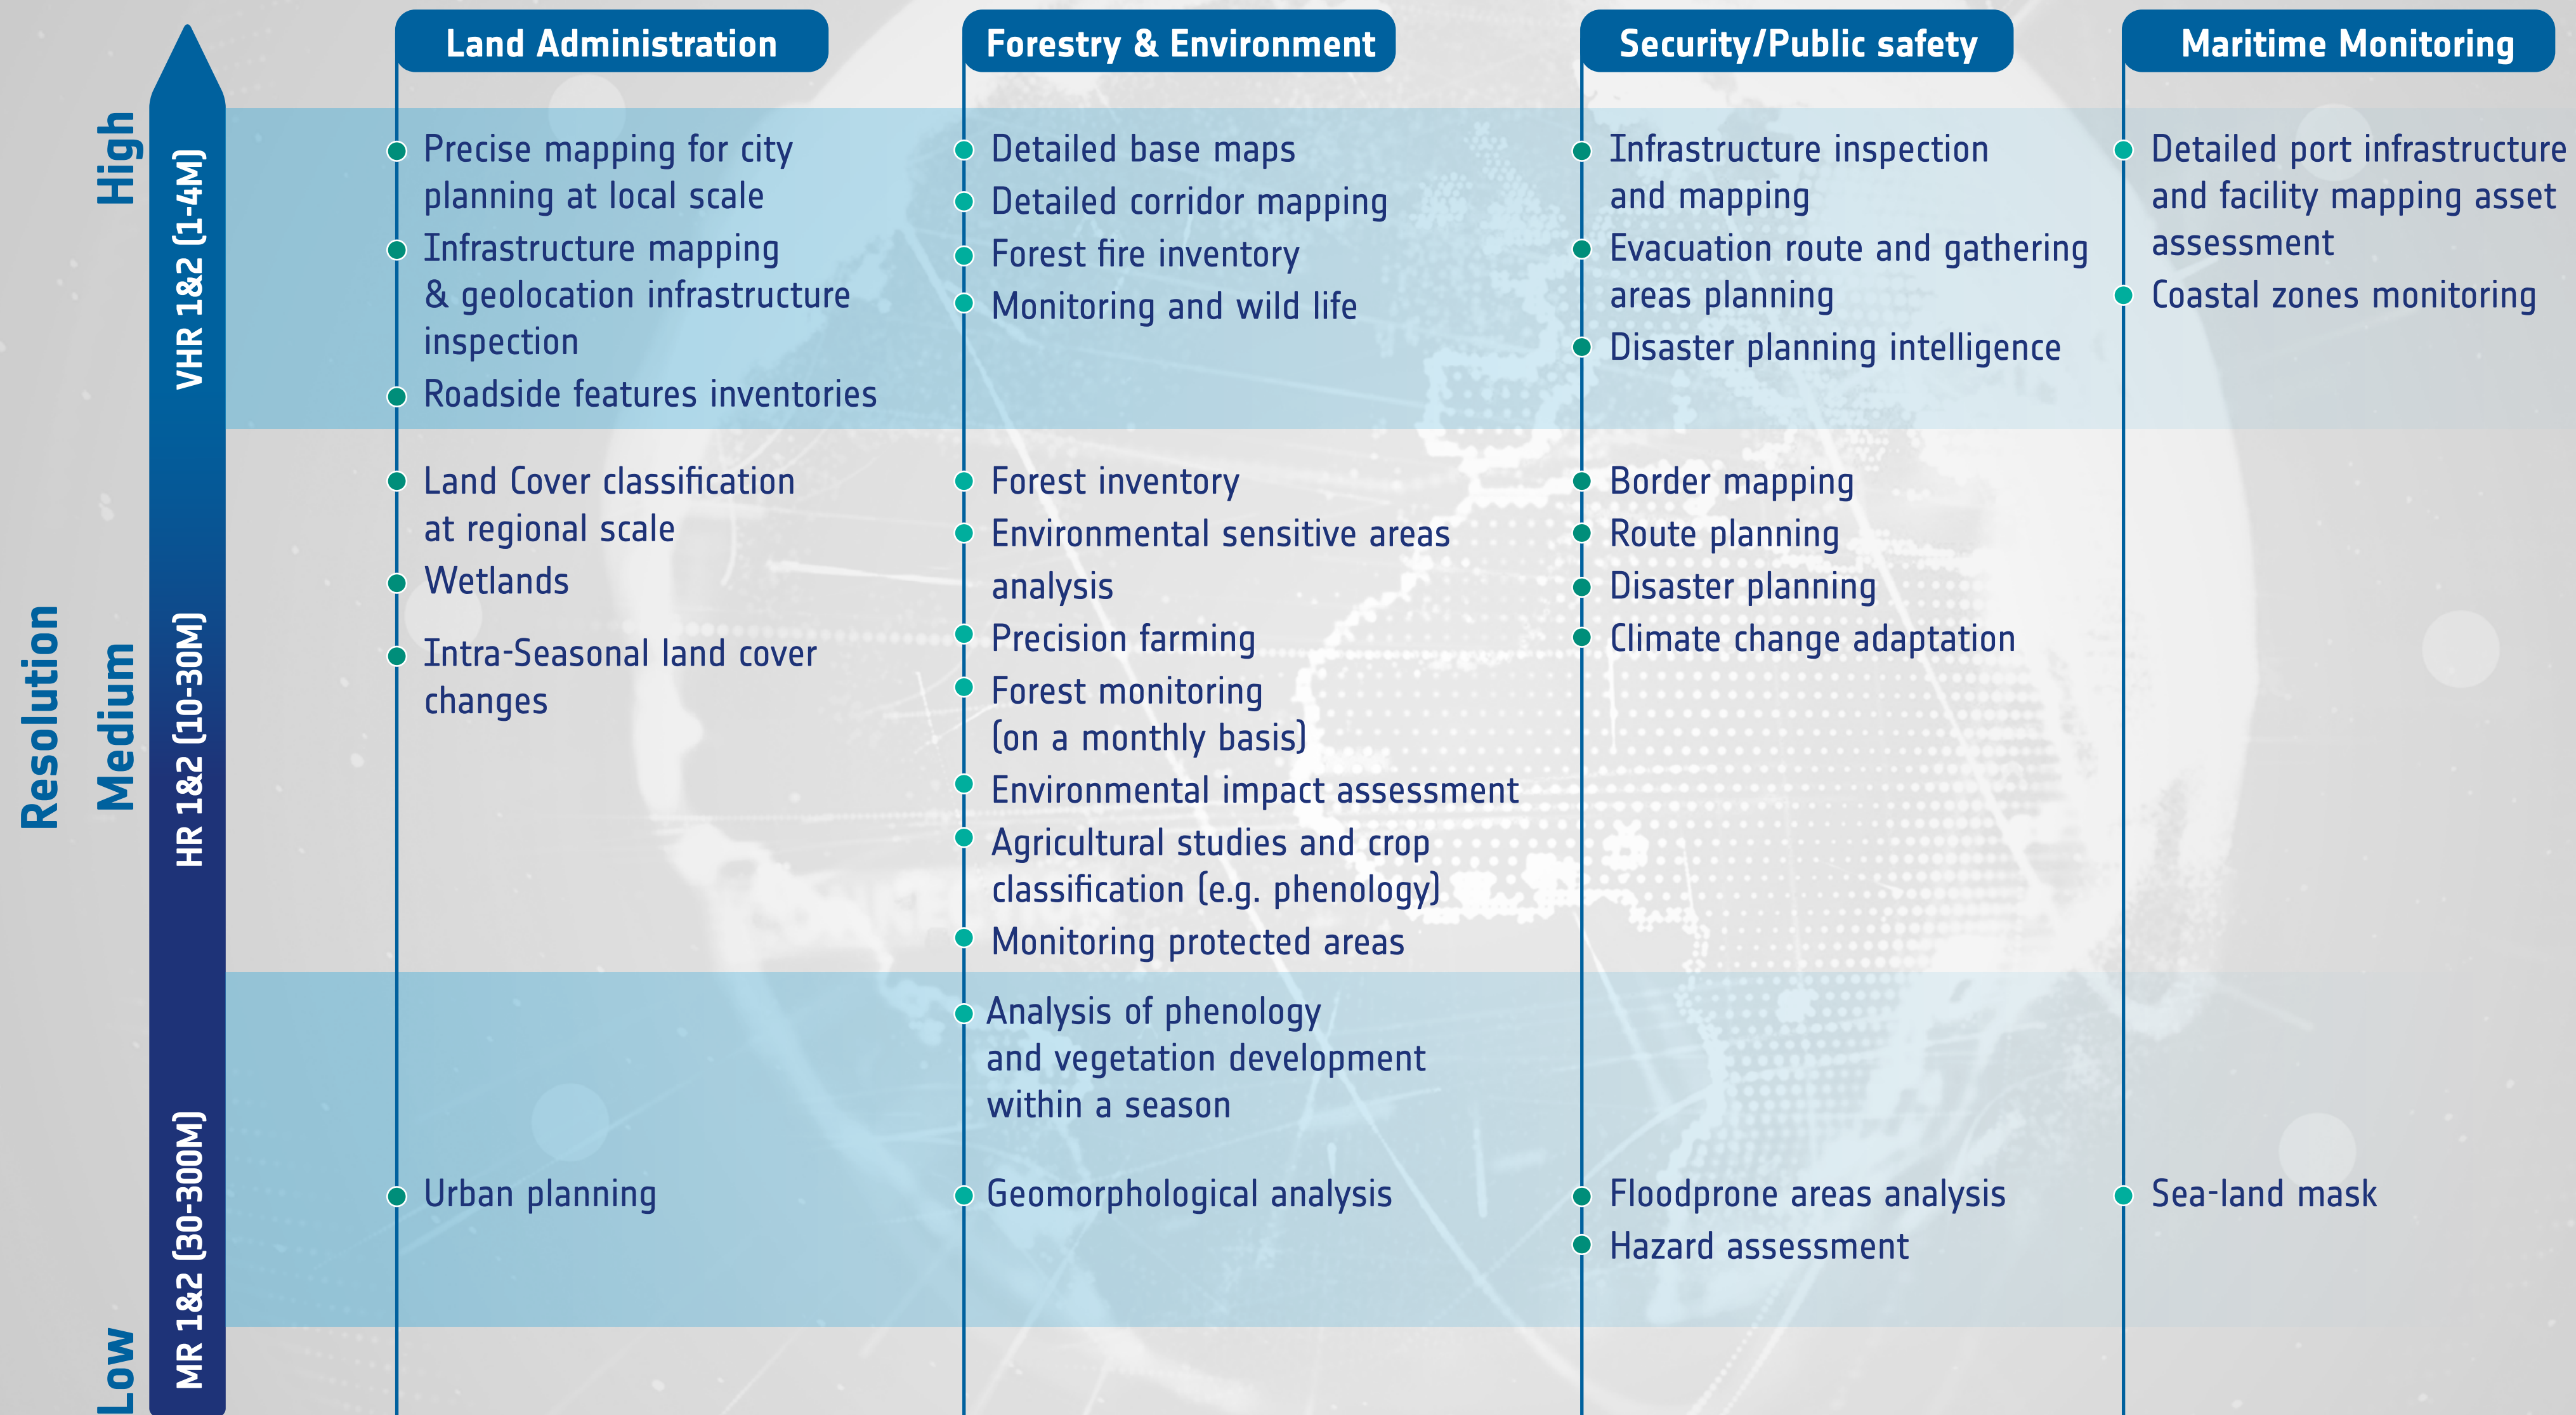 Land Administration
Forestry & Environment
Security/Public safety
Maritime Monitoring
Resolution
High
Medium
Low
VHR 1&2 (1-4M)
HR 1&2 (10-30M)
MR 1&2 (30-300M)
Precise mapping for city
planning at local scale
Infrastructure mapping
& geolocation infrastructure
inspection
Roadside features inventories
Detailed base maps
Detailed corridor mapping
Forest fire inventory
Monitoring and wild life
Infrastructure inspection
and mapping
Evacuation route and gathering
areas planning
Disaster planning intelligence
Detailed port infrastructure
and facility mapping asset
assessment
Coastal zones monitoring
Land Cover classification
at regional scale
Wetlands
Intra-Seasonal land cover
changes
Forest inventory
Environmental sensitive areas
analysis
Precision farming
Forest monitoring
(on a monthly basis)
Environmental impact assessment
Agricultural studies and crop
classification (e.g. phenology)
Monitoring protected areas
Border mapping
Route planning
Disaster planning
Climate change adaptation
Urban planning
Analysis of phenology
and vegetation development
within a season
Geomorphological analysis
Floodprone areas analysis
Hazard assessment
Sea-land mask